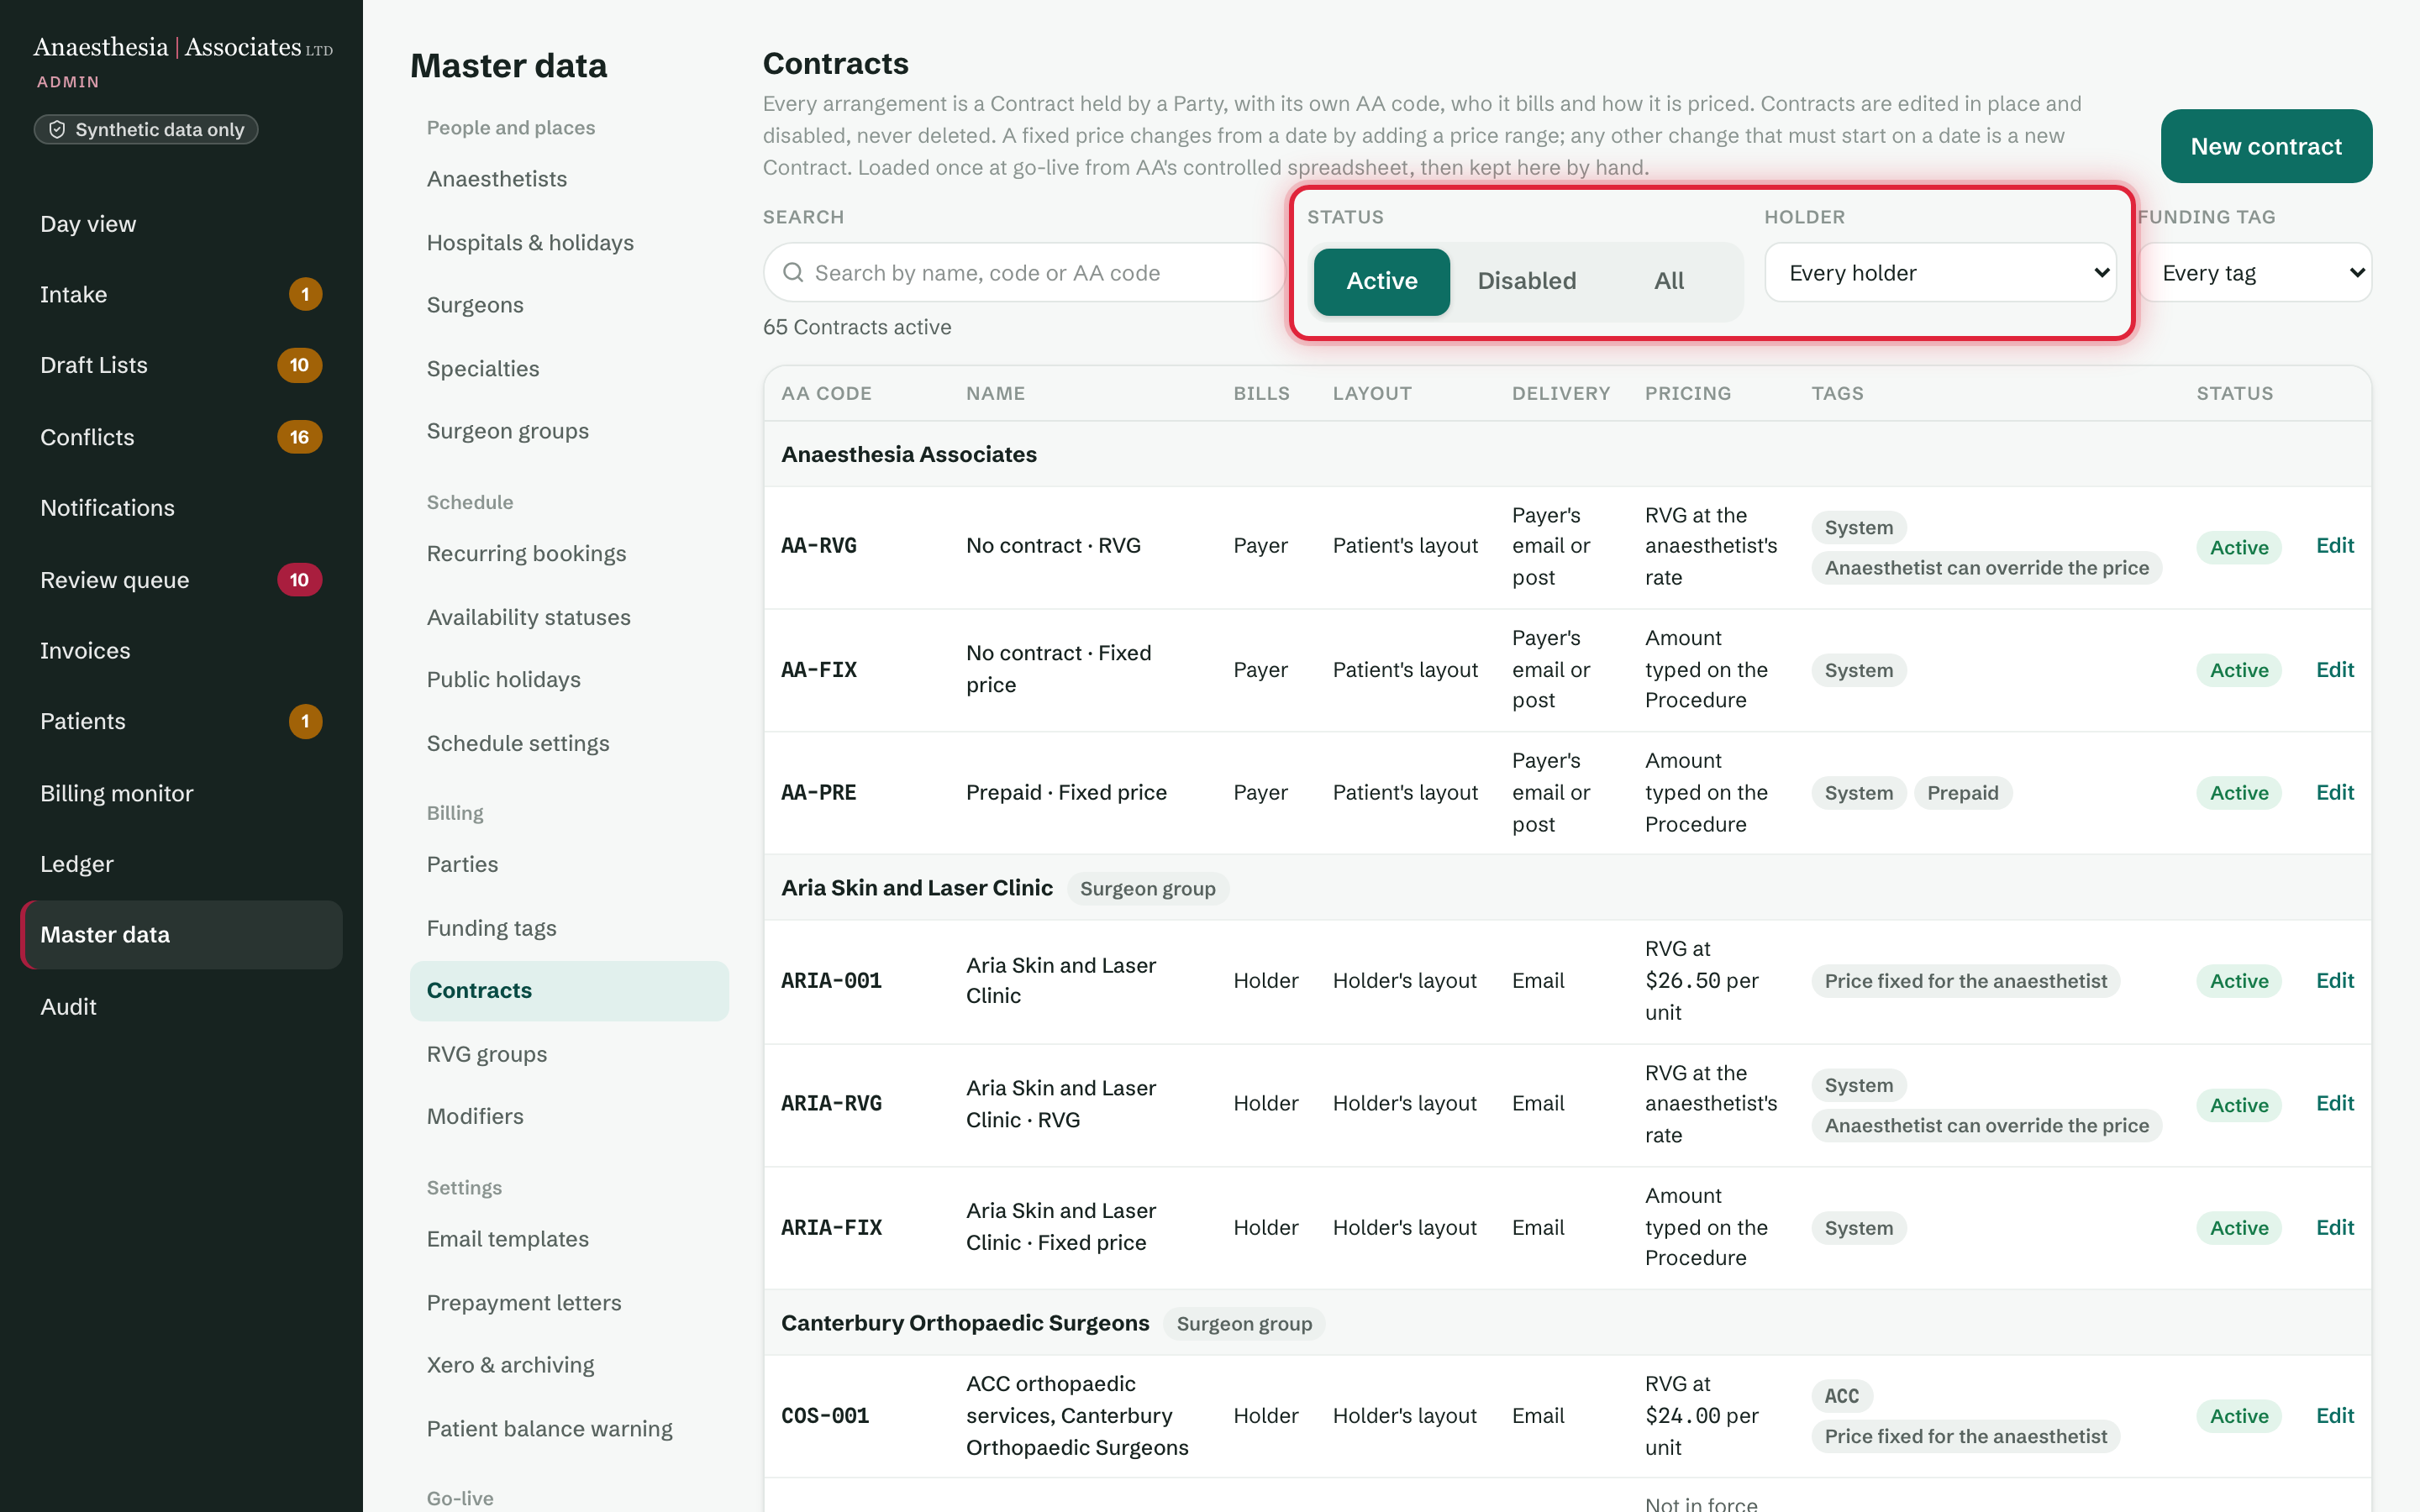 Anaesthesia | Associates LTD
ADMIN
Synthetic data only
Day view
Intake 1
Draft Lists 10
Conflicts 16
Notifications
Review queue 10
Invoices
Patients 1
Billing monitor
Ledger
Master data
Audit
Master data
People and places
Anaesthetists
Hospitals & holidays
Surgeons
Specialties
Surgeon groups
Schedule
Recurring bookings
Availability statuses
Public holidays
Schedule settings
Billing
Parties
Funding tags
Contracts
RVG groups
Modifiers
Settings
Email templates
Prepayment letters
Xero & archiving
Patient balance warning
Go-live
Contracts
Every arrangement is a Contract held by a Party, with its own AA code, who it bills and how it is priced. Contracts are edited in place and
disabled, never deleted. A fixed price changes from a date by adding a price range; any other change that must start on a date is a new
Contract. Loaded once at go-live from AA's controlled spreadsheet, then kept here by hand.
New contract
SEARCH STATUS HOLDER FUNDING TAG
Search by name, code or AA code Active Disabled All Every holder Every tag
65 Contracts active
AA CODE NAME BILLS LAYOUT DELIVERY PRICING TAGS STATUS
Anaesthesia Associates
AA-RVG No contract · RVG Payer Patient's layout Payer's email or post RVG at the anaesthetist's rate System Anaesthetist can override the price Active Edit
AA-FIX No contract · Fixed price Payer Patient's layout Payer's email or post Amount typed on the Procedure System Active Edit
AA-PRE Prepaid · Fixed price Payer Patient's layout Payer's email or post Amount typed on the Procedure System Prepaid Active Edit
Aria Skin and Laser Clinic Surgeon group
ARIA-001 Aria Skin and Laser Clinic Holder Holder's layout Email RVG at $26.50 per unit Price fixed for the anaesthetist Active Edit
ARIA-RVG Aria Skin and Laser Clinic · RVG Holder Holder's layout Email RVG at the anaesthetist's rate System Anaesthetist can override the price Active Edit
ARIA-FIX Aria Skin and Laser Clinic · Fixed price Holder Holder's layout Email Amount typed on the Procedure System Active Edit
Canterbury Orthopaedic Surgeons Surgeon group
COS-001 ACC orthopaedic services, Canterbury Orthopaedic Surgeons Holder Holder's layout Email RVG at $24.00 per unit ACC Price fixed for the anaesthetist Active Edit
Not in force